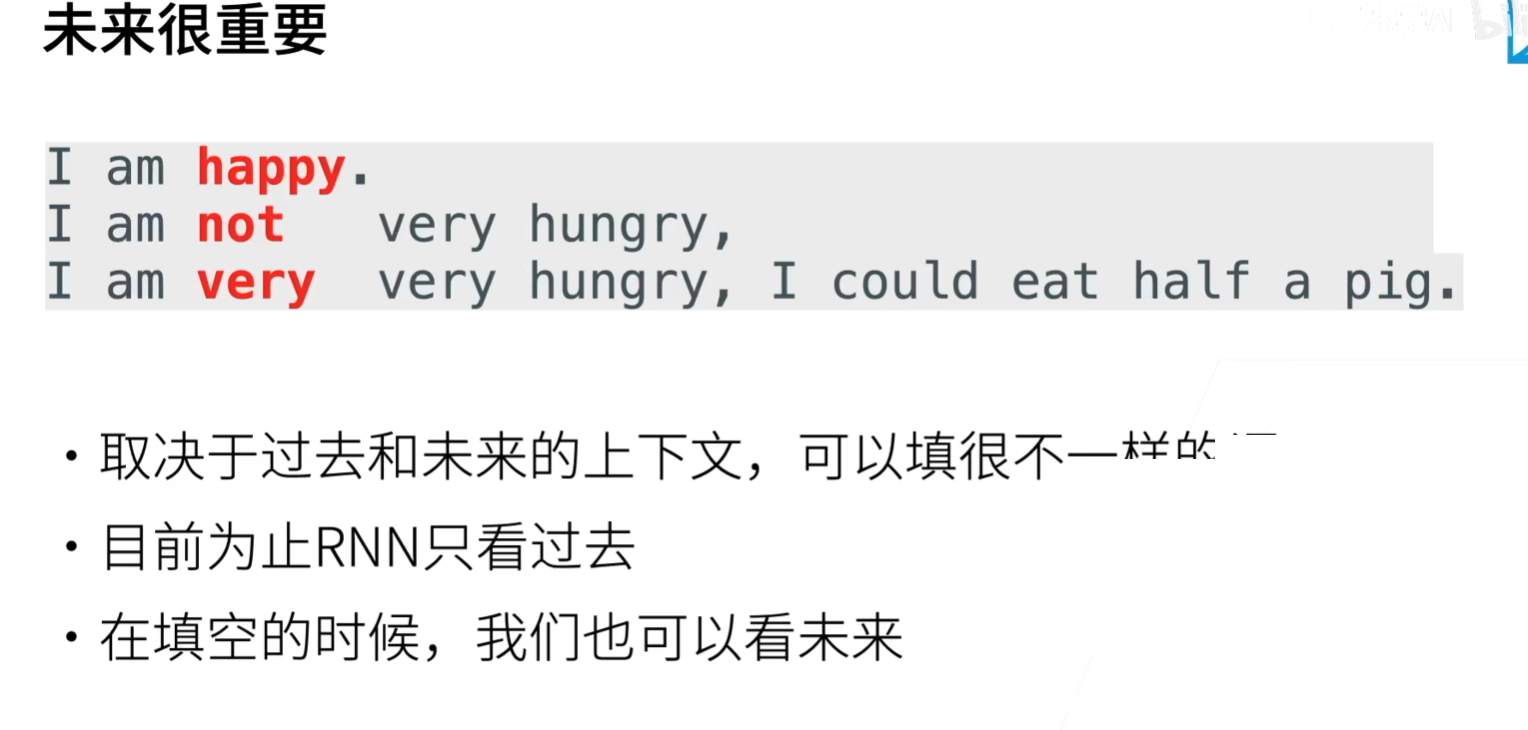 未来很重要
I am happy.
I am not very hungry,
I am very very hungry, I could eat half a pig.
• 取决于过去和未来的上下文，可以填很不一样的
• 目前为止RNN只看过去
• 在填空的时候，我们也可以看未来